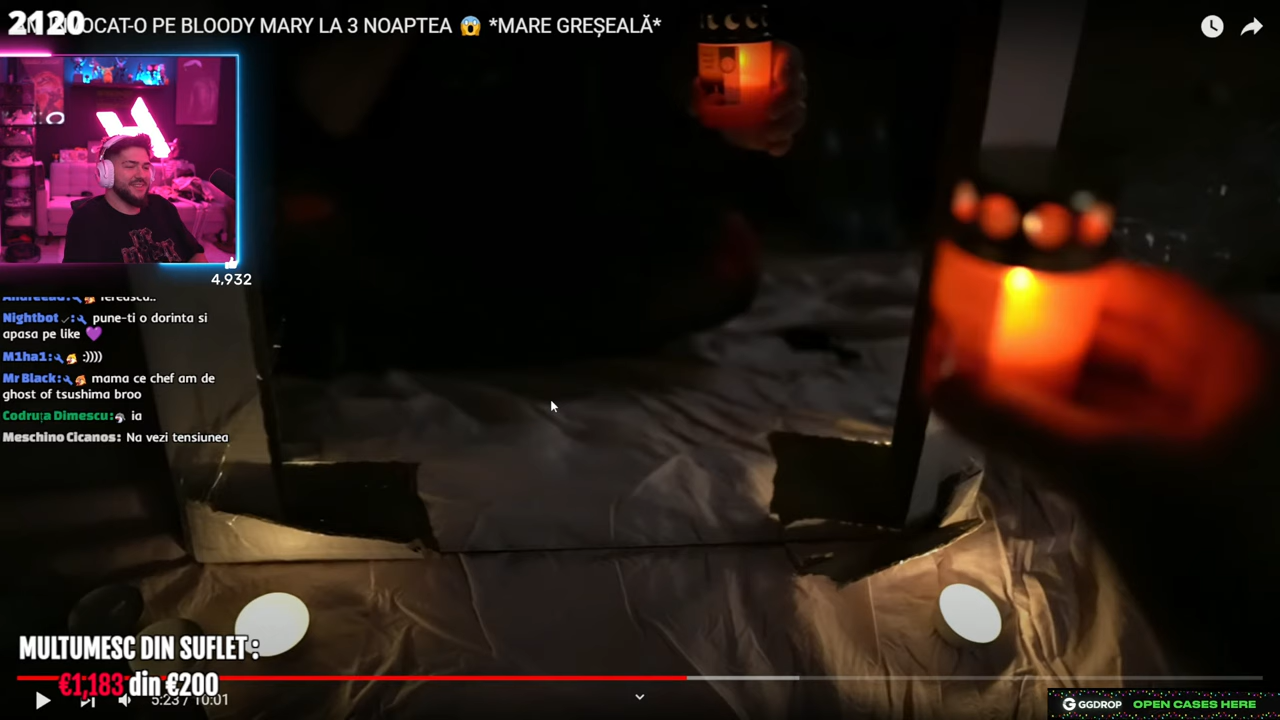 2120
VOCAT-O PE BLOODY MARY LA 3 NOAPTEA 😱 *MARE GREȘEALĂ*
4,932
Nightbot: pune-ti o dorinta si
apasa pe like 💜
M1ha1: :))))
Mr Black: mama ce chef am de
ghost of tsushima broo
Codruța Dimescu: ia
Meschino Cicanos: Na vezi tensiunea
MULTUMESC DIN SUFLET :
€1,183 din €200
5:23 / 10:01
GGDROP OPEN CASES HERE